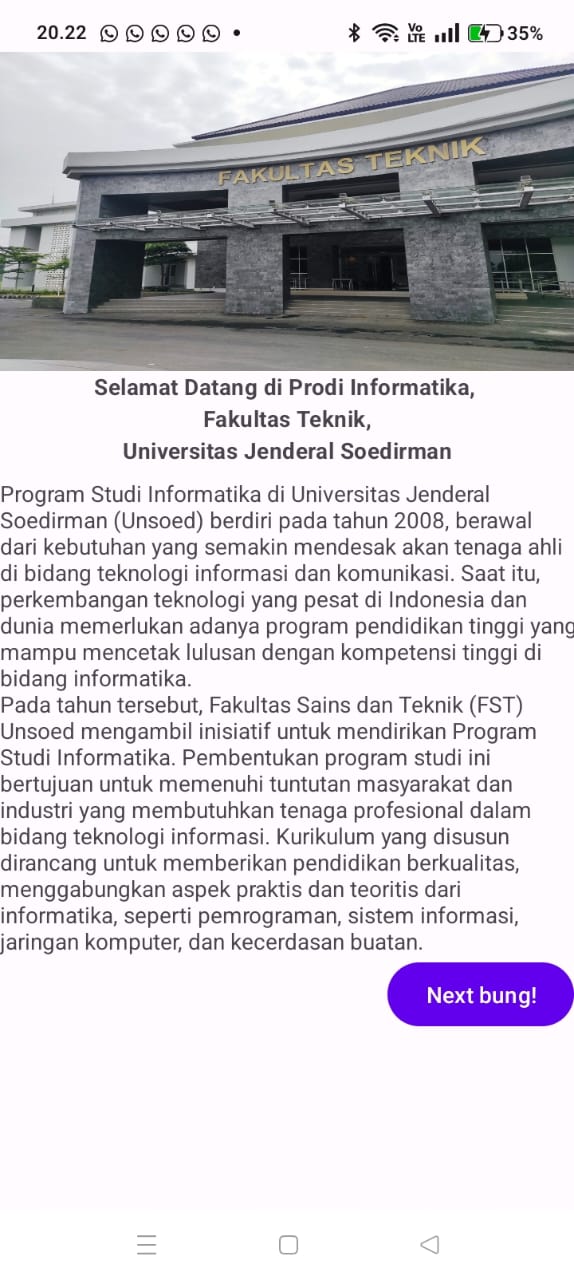 20.22
Vo
LTE
35%
FAKULTAS TEKNIK
Selamat Datang di Prodi Informatika,
Fakultas Teknik,
Universitas Jenderal Soedirman
Program Studi Informatika di Universitas Jenderal
Soedirman (Unsoed) berdiri pada tahun 2008, berawal
dari kebutuhan yang semakin mendesak akan tenaga ahli
di bidang teknologi informasi dan komunikasi. Saat itu,
perkembangan teknologi yang pesat di Indonesia dan
dunia memerlukan adanya program pendidikan tinggi yang
mampu mencetak lulusan dengan kompetensi tinggi di
bidang informatika.
Pada tahun tersebut, Fakultas Sains dan Teknik (FST)
Unsoed mengambil inisiatif untuk mendirikan Program
Studi Informatika. Pembentukan program studi ini
bertujuan untuk memenuhi tuntutan masyarakat dan
industri yang membutuhkan tenaga profesional dalam
bidang teknologi informasi. Kurikulum yang disusun
dirancang untuk memberikan pendidikan berkualitas,
menggabungkan aspek praktis dan teoritis dari
informatika, seperti pemrograman, sistem informasi,
jaringan komputer, dan kecerdasan buatan.
Next bung!